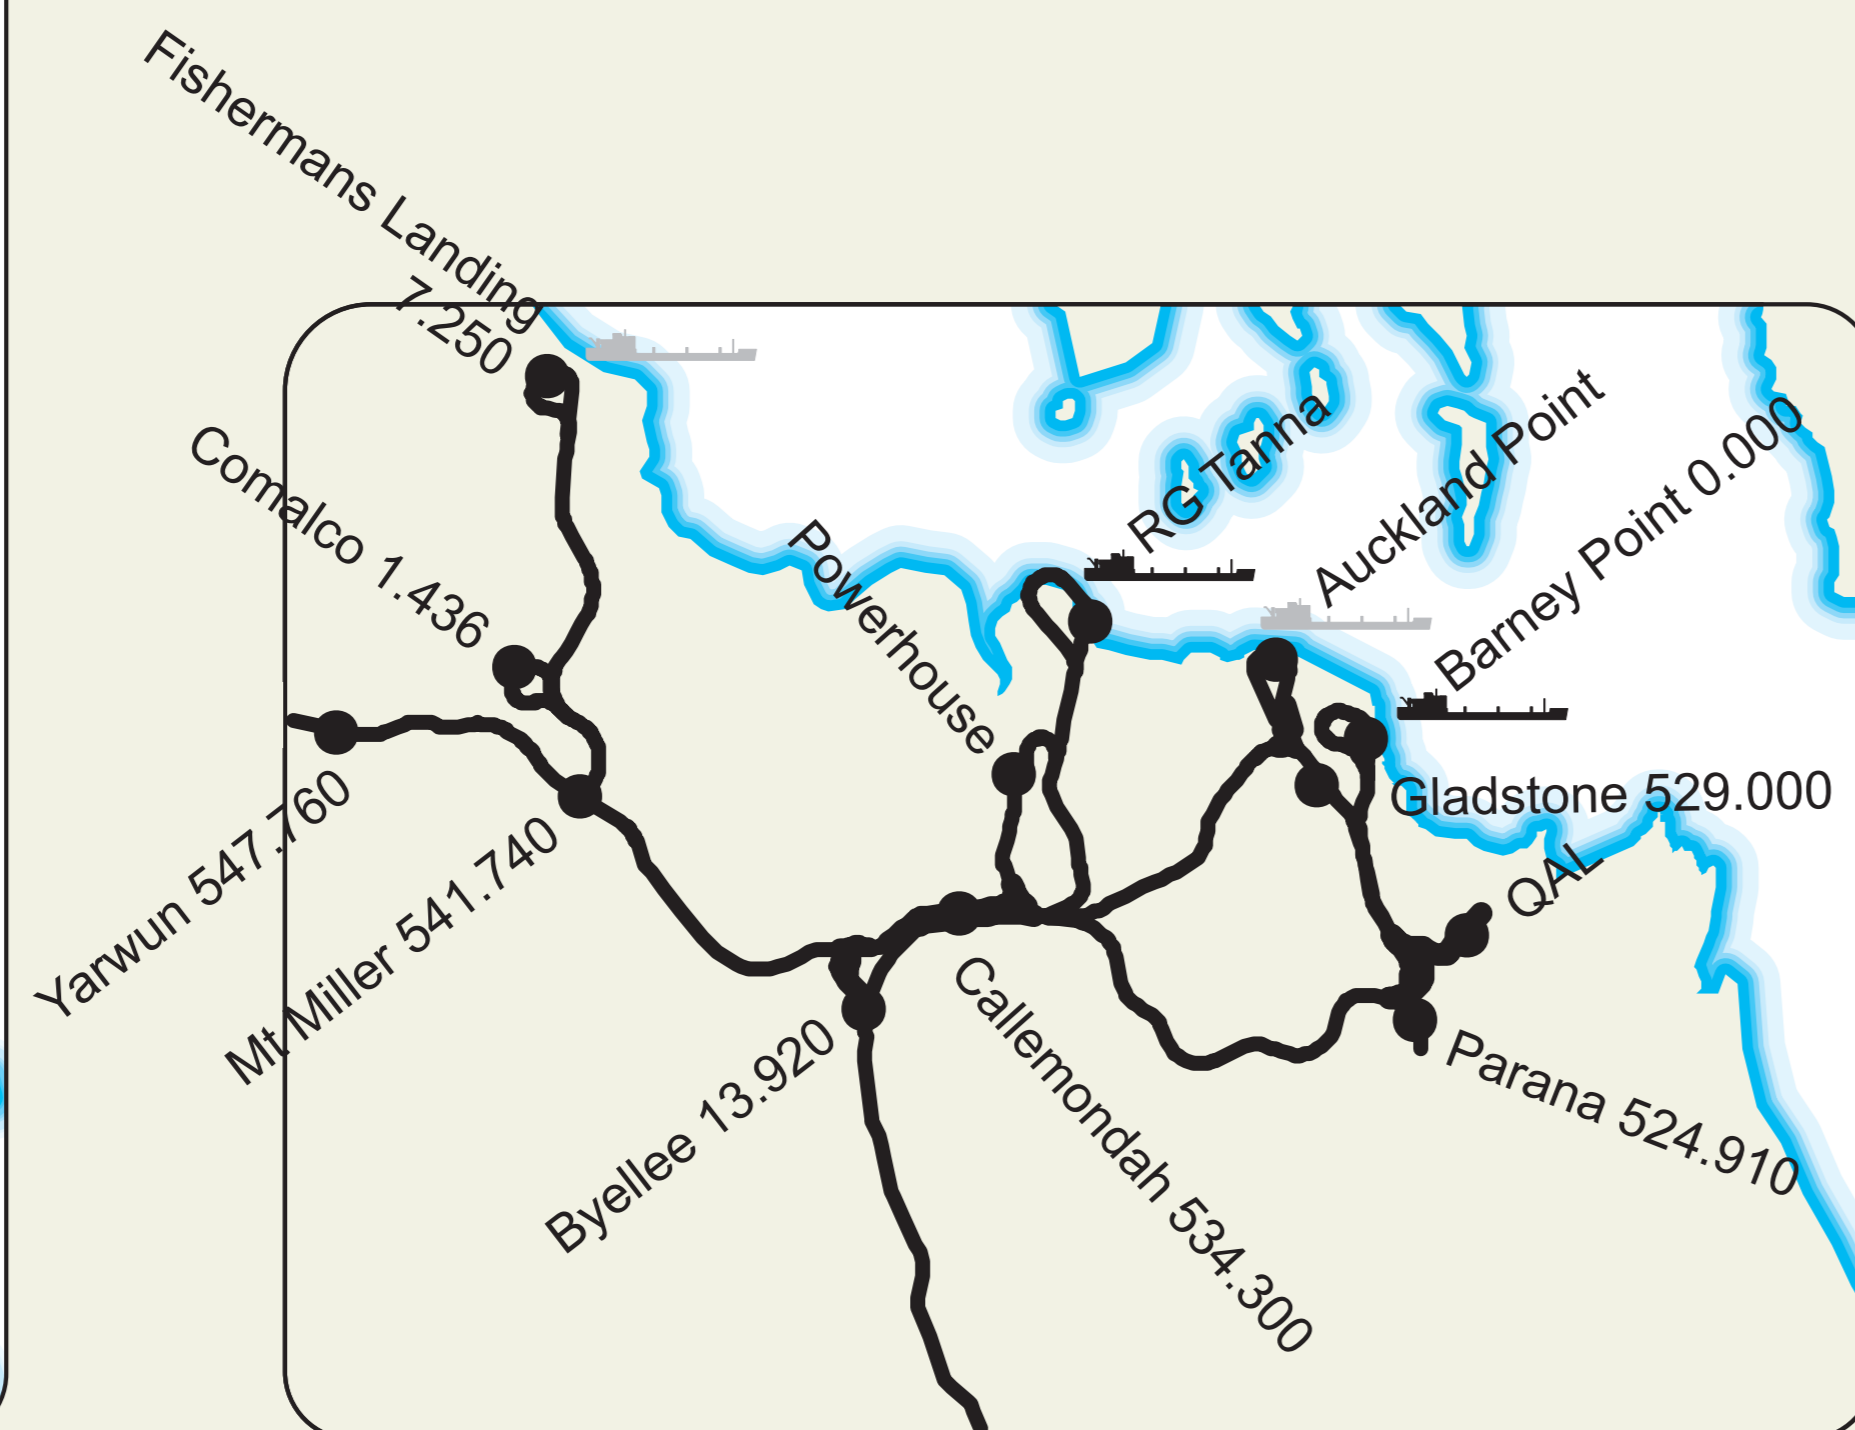 Fishermans Landing
7.250
Comalco 1.436
Powerhouse
RG Tanna
Auckland Point
Barney Point 0.000
Gladstone 529.000
QAL
Yarwun 547.760
Mt Miller 541.740
Byellee 13.920
Callemondah 534.300
Parana 524.910